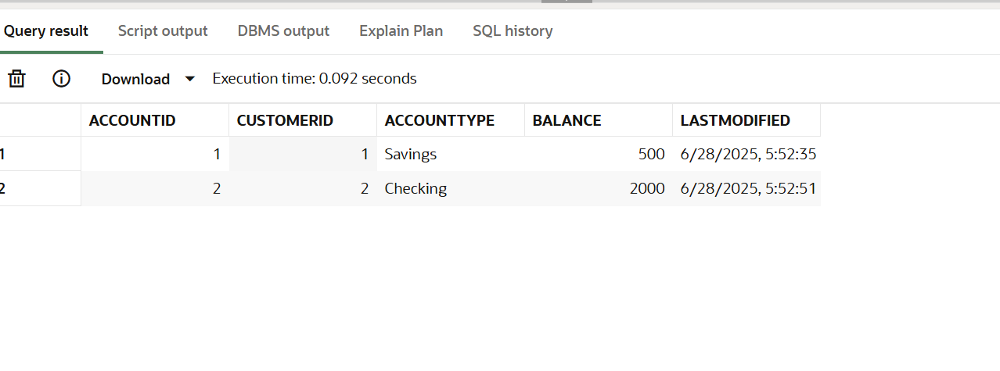 Query result Script output DBMS output Explain Plan SQL history
Download Execution time: 0.092 seconds
ACCOUNTID CUSTOMERID ACCOUNTTYPE BALANCE LASTMODIFIED
1 1 1 Savings 500 6/28/2025, 5:52:35
2 2 2 Checking 2000 6/28/2025, 5:52:51